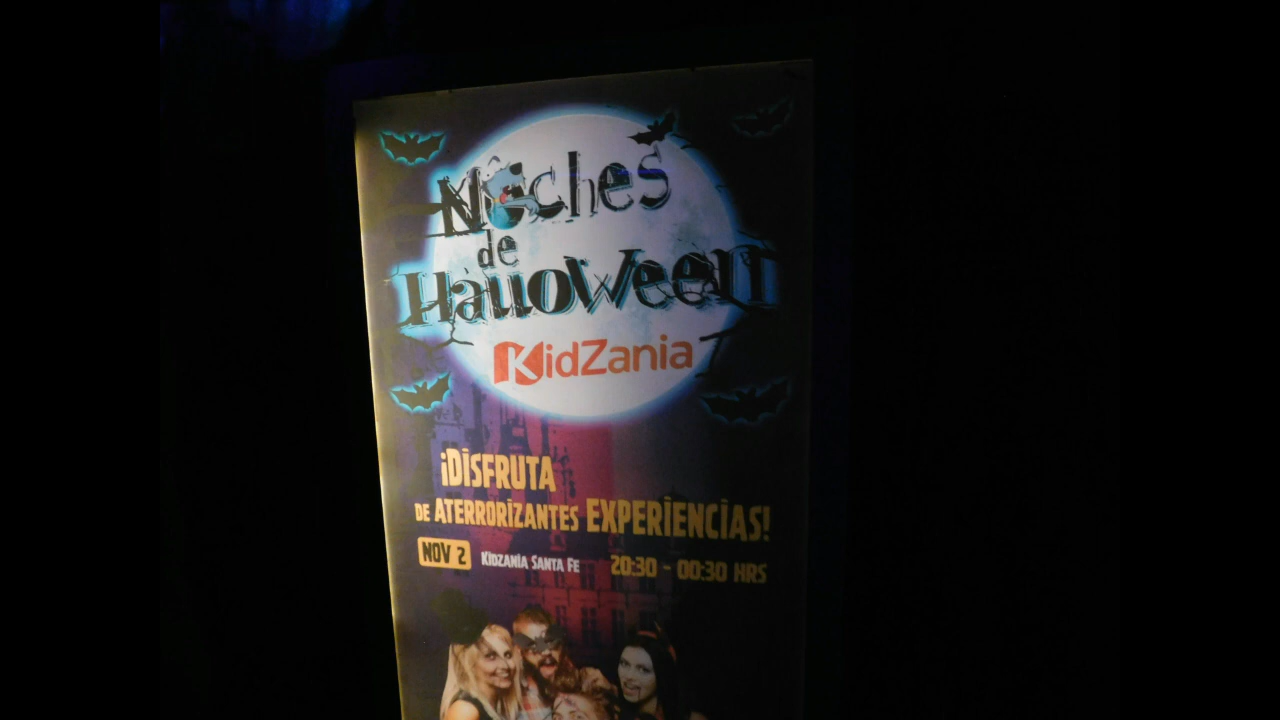 Noches
de
Halloween
KidZania
¡DISFRUTA
DE ATERRORIZANTES EXPERIENCIAS!
NOV 2 KIDZANIA SANTA FE 20:30 - 00:30 HRS